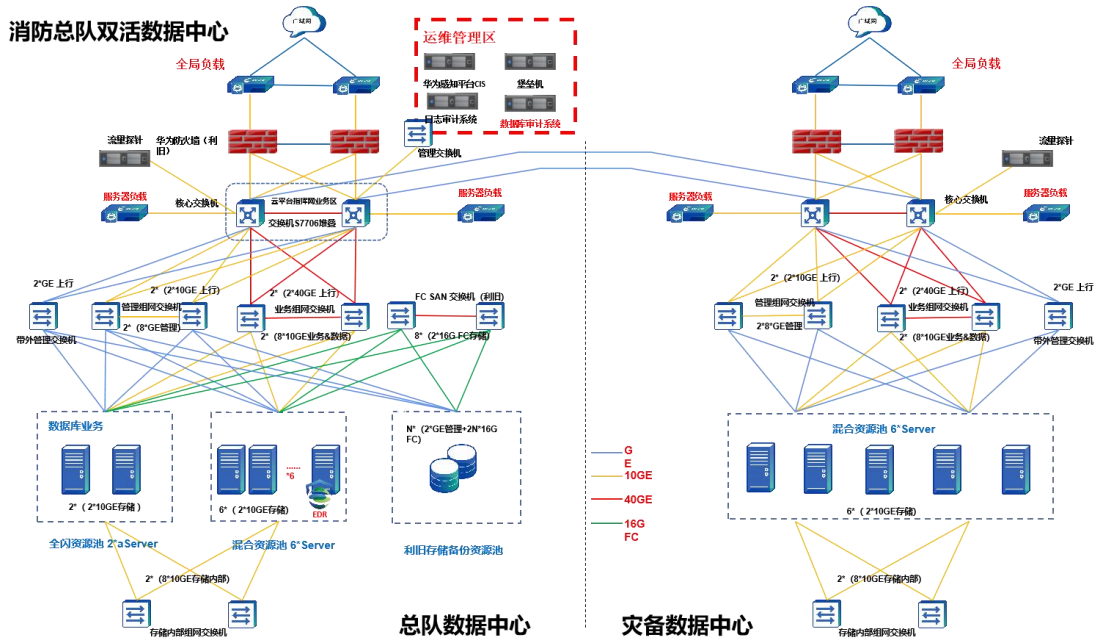 消防总队双活数据中心
广域网
全局负载
运维管理区
华为感知平台CIS
堡垒机
日志审计系统
数据库审计系统
管理交换机
流量探针
华为防火墙（利
旧）
服务器负载
核心交换机
云平台指挥网业务区
交换机S7706堆叠
服务器负载
2*GE 上行
2*（2*10GE 上行）
2*（2*40GE 上行）
FC SAN 交换机（利旧）
管理组网交换机
业务组网交换机
2*（8*GE管理）
2*（8*10GE业务&数据）
8*（2*16G FC存储）
带外管理交换机
数据库业务
2*（ 2*10GE存储 ）
全闪资源池 2*aServer
......
*6
EDR
6*（ 2*10GE存储）
混合资源池 6*Server
N*（2*GE管理+2N*16G
FC）
利旧存储备份资源池
2*（8*10GE存储内部）
存储内部组网交换机
总队数据中心
广域网
全局负载
流量探针
服务器负载
核心交换机
服务器负载
2*（2*10GE 上行）
2*（2*40GE 上行）
2*GE 上行
管理组网交换机
业务组网交换机
2*8*GE管理
2*（8*10GE业务&数据）
带外管理交换机
混合资源池 6*Server
6*（ 2*10GE存储）
G
E
10GE
40GE
16G
FC
2*（8*10GE存储内部）
存储内部组网交换机
灾备数据中心